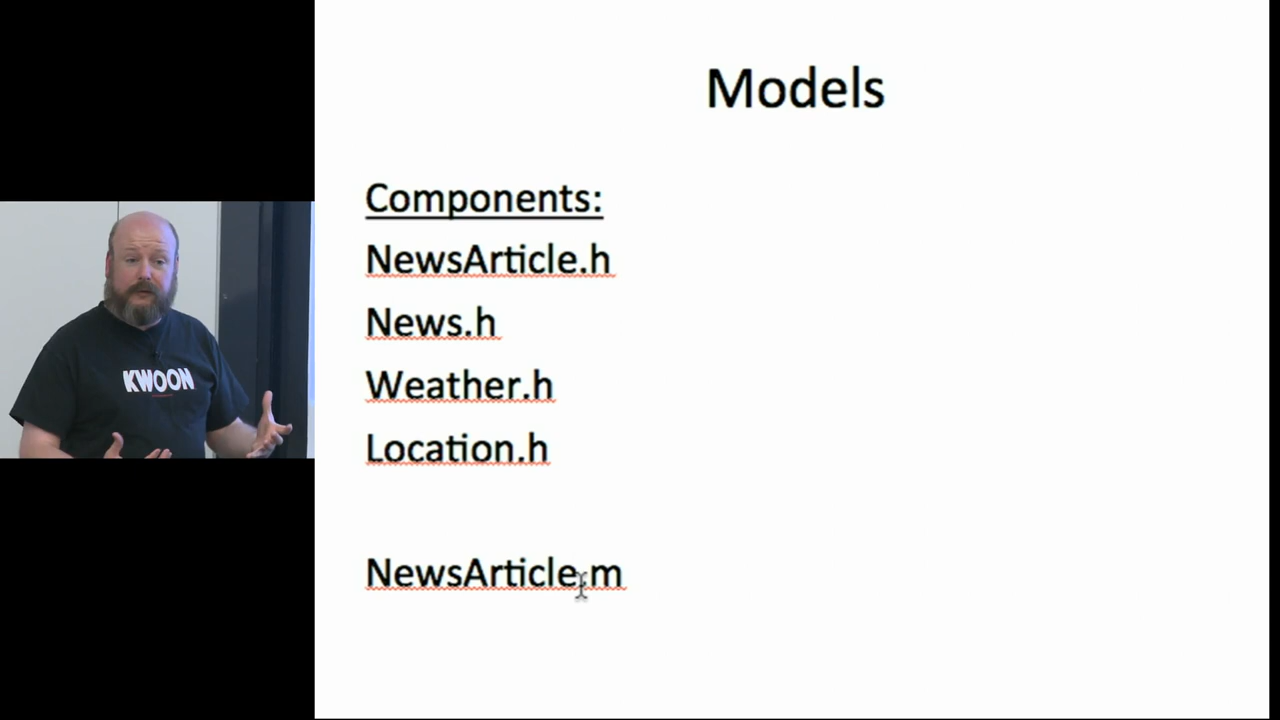 Models
Components:
NewsArticle.h
News.h
Weather.h
Location.h
NewsArticle.m
KWOON